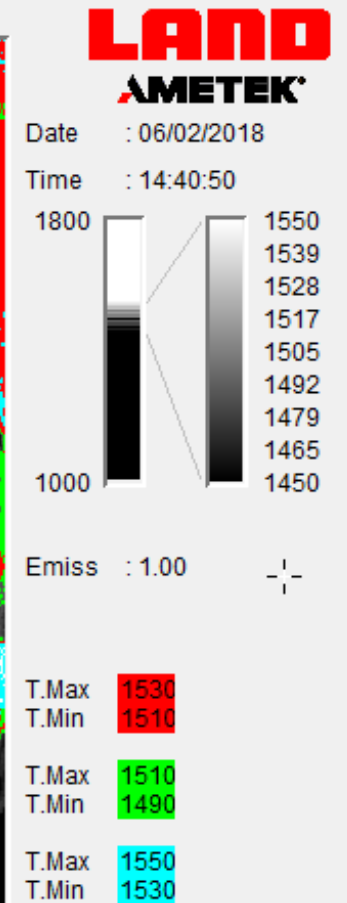 LAND
AMETEK®
Date : 06/02/2018
Time : 14:40:50
1800 1550
1539
1528
1517
1505
1492
1479
1465
1000 1450
Emiss : 1.00
T.Max 1530
T.Min 1510
T.Max 1510
T.Min 1490
T.Max 1550
T.Min 1530